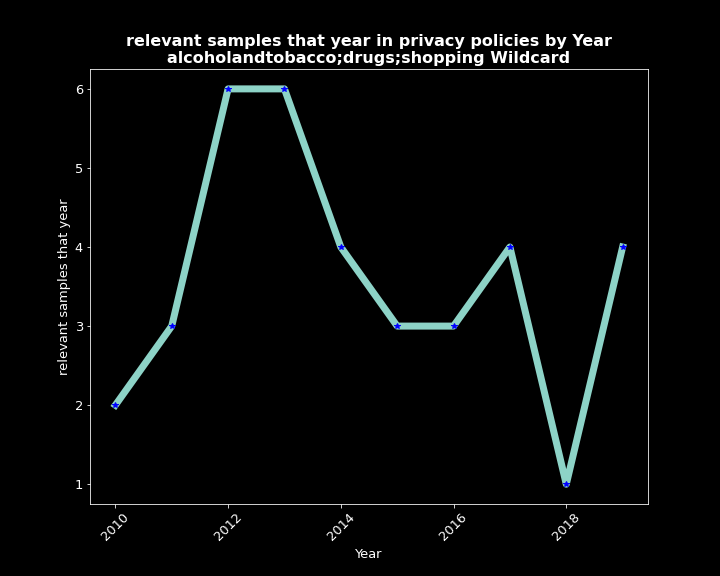 relevant samples that year in privacy policies by Year
alcoholandtobacco;drugs;shopping Wildcard
6
5
4
3
2
1
relevant samples that year
2010
2012
2014
2016
2018
Year